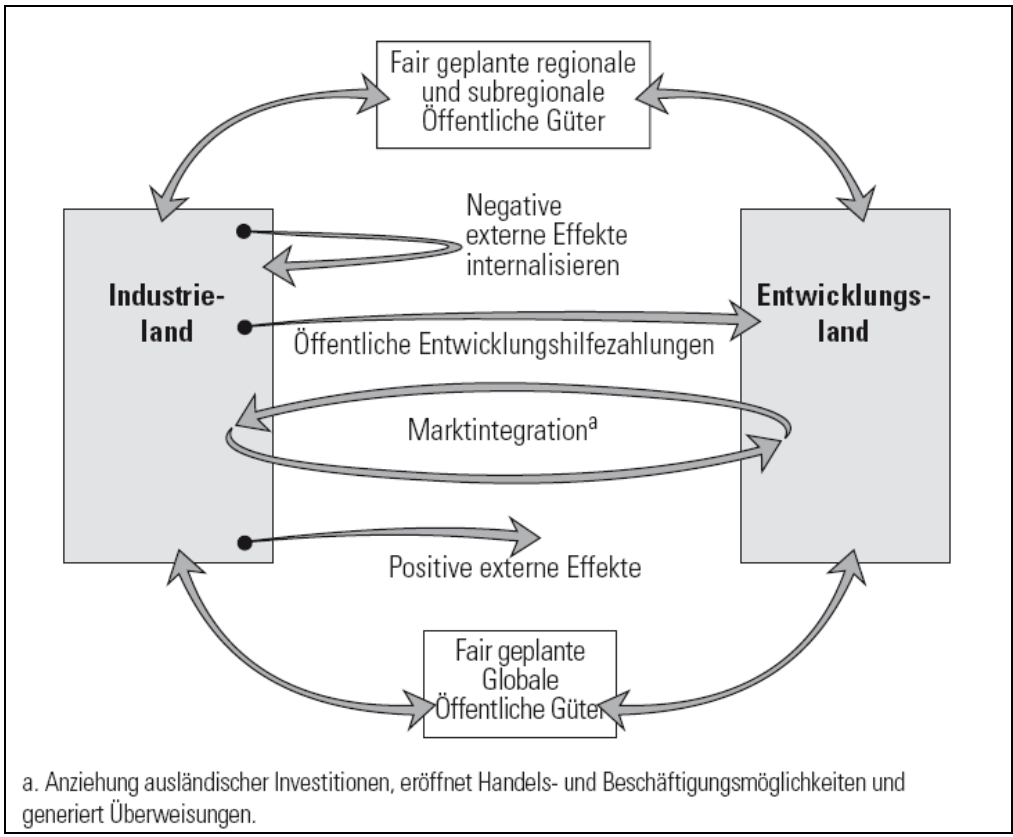 Fair geplante regionale
und subregionale
Öffentliche Güter
Negative
externe Effekte
internalisieren
Industrie-
land
Entwicklungs-
land
Öffentliche Entwicklungshilfezahlungen
Marktintegrationª
Positive externe Effekte
Fair geplante
Globale
Öffentliche Güter
a. Anziehung ausländischer Investitionen, eröffnet Handels- und Beschäftigungsmöglichkeiten und
generiert Überweisungen.